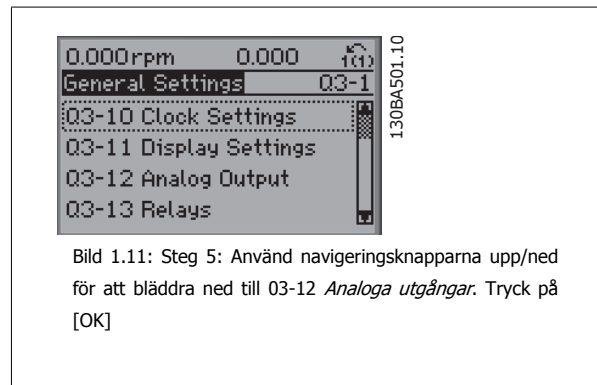 0.000rpm 0.000 1(1)
General Settings Q3-1
Q3-10 Clock Settings
Q3-11 Display Settings
Q3-12 Analog Output
Q3-13 Relays
130BA501.10
Bild 1.11: Steg 5: Använd navigeringsknapparna upp/ned
för att bläddra ned till 03-12 Analoga utgångar. Tryck på
[OK]